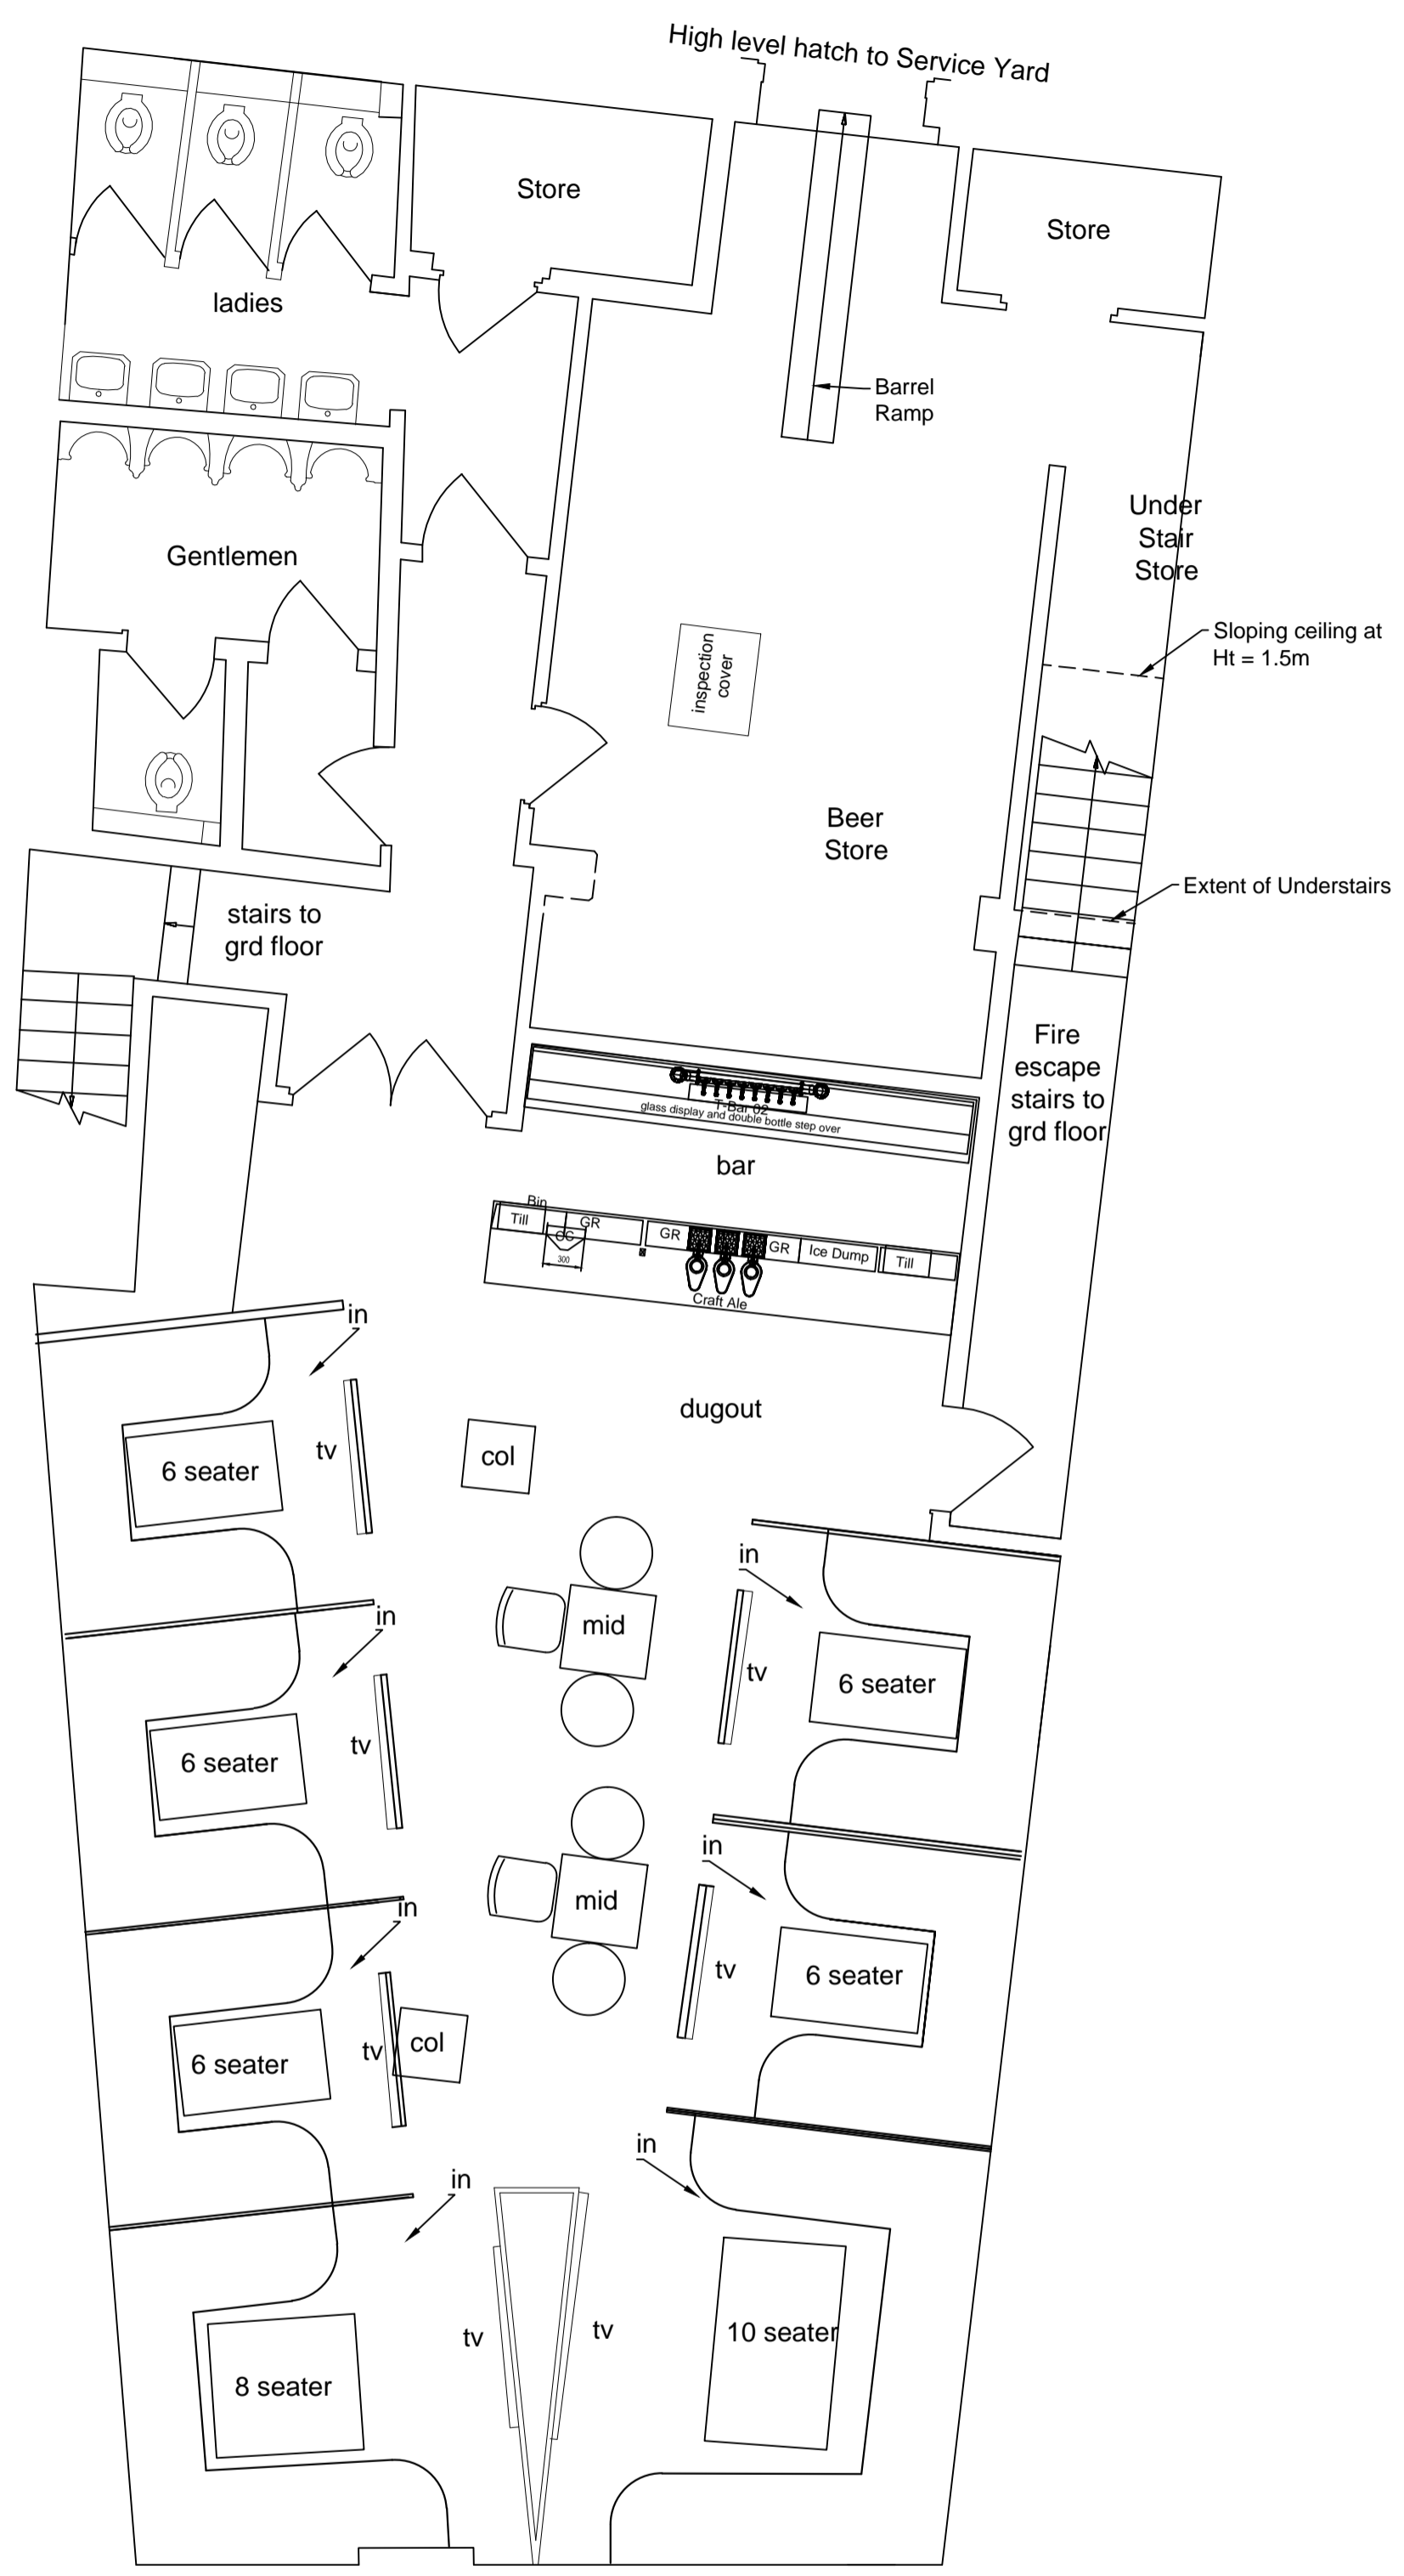 High level hatch to Service Yard
Store
Store
ladies
Barrel
Ramp
Under
Stair
Store
Gentlemen
Sloping ceiling at
Ht = 1.5m
inspection
cover
Beer
Store
Extent of Understairs
stairs to
grd floor
Fire
escape
stairs to
grd floor
T-Bar 02
glass display and double bottle step over
bar
Bin
Till
GR
CC
300
GR
GR
Ice Dump
Till
Craft Ale
in
dugout
tv
col
6 seater
in
mid
in
tv
6 seater
tv
6 seater
in
mid
in
tv
6 seater
col
tv
6 seater
in
in
tv
tv
10 seater
8 seater